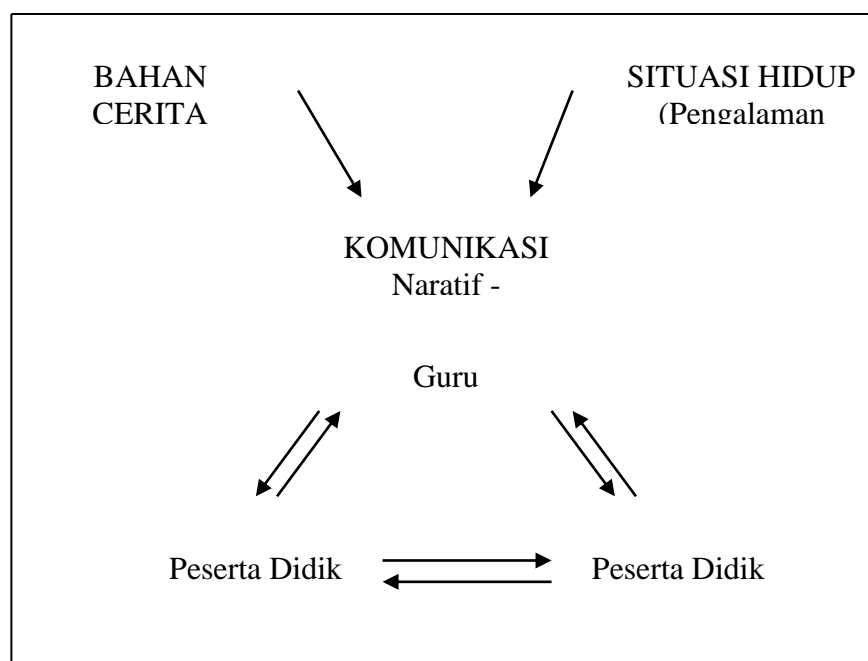 BAHAN
CERITA
SITUASI HIDUP
(Pengalaman
KOMUNIKASI
Naratif -
Guru
Peserta Didik
Peserta Didik